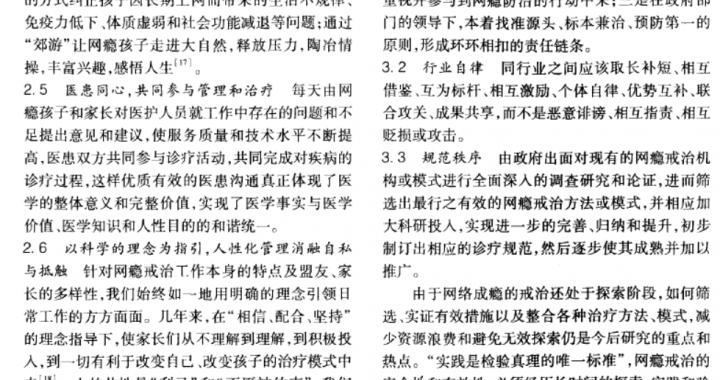 的方式纠正孩子因长期上网而带来的生活不规律、
免疫力低下、体质虚弱和社会功能减退等问题;通过
“郊游”让网瘾孩子走进大自然,释放压力,陶冶情
操,丰富兴趣,感悟人生[17]。
2.5 医患同心,共同参与管理和治疗 每天由网
瘾孩子和家长对医护人员就工作中存在的问题和不
足提出意见和建议,使服务质量和技术水平不断提
高,医患双方共同参与诊疗活动,共同完成对疾病的
诊疗过程,这样优质有效的医患沟通真正体现了医
学的整体意义和完整价值,实现了医学事实与医学
价值、医学知识和人性目的的和谐统一。
2.6 以科学的理念为指引,人性化管理消融自私
与抵触 针对网瘾戒治工作本身的特点及盟友、家
长的多样性,我们始终如一地用明确的理念引领日
常工作的方方面面。几年来,在“相信、配合、坚持”
的理念指导下,使家长们从不理解到理解,到积极投
入,到一切有利于改变自己、改变孩子的治疗模式中
重视并参与到网瘾防治的行动中来;三是在政府部
门的领导下,本着找准源头、标本兼治、预防第一的
原则,形成环环相扣的责任链条。
3.2 行业自律 同行业之间应该取长补短、相互
借鉴、互为标杆、相互激励、个体自律、优势互补、联
合攻关、成果共享,而不是恶意诽谤、相互指责、相互
贬损或攻击。
3.3 规范秩序 由政府出面对现有的网瘾戒治机
构或模式进行全面深入的调查研究和论证,进而筛
选出最行之有效的网瘾戒治方法或模式,并相应加
大科研投入,实现进一步的完善、归纳和提升,初步
制订出相应的诊疗规范,然后逐步使其成熟并加以
推广。
由于网络成瘾的戒治还处于探索阶段,如何筛
选、实证有效措施以及整合各种治疗方法、模式,减
少资源浪费和避免无效探索仍是今后研究的重点和
热点。“实践是检验真理的唯一标准”,网瘾戒治的